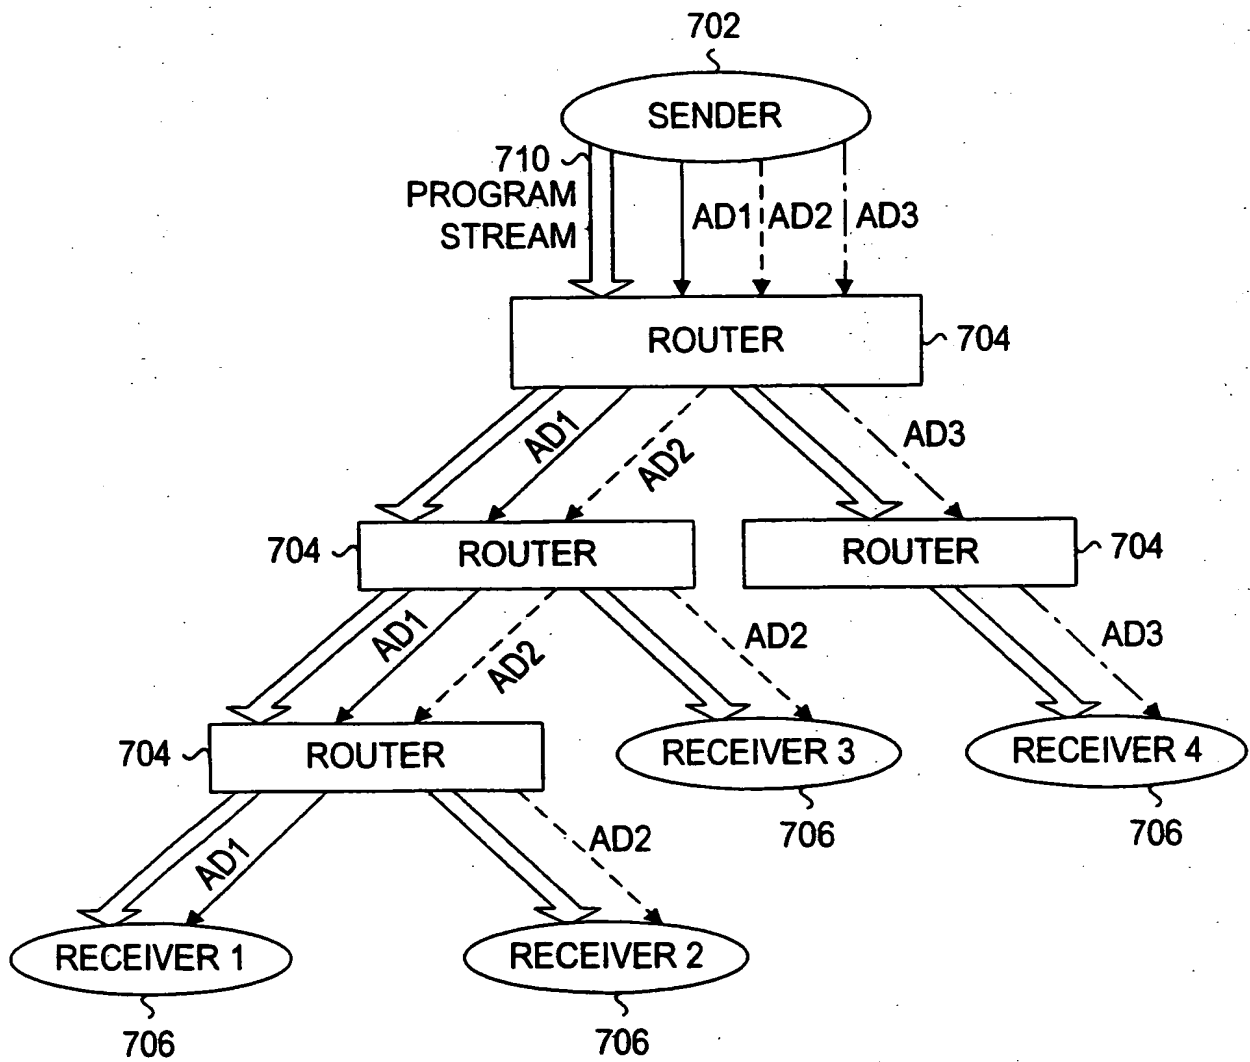 702
SENDER
710
PROGRAM
STREAM
AD1
AD2
AD3
ROUTER
704
AD1
AD2
AD3
704
ROUTER
ROUTER
704
AD1
AD2
AD2
AD3
704
ROUTER
RECEIVER 3
RECEIVER 4
706
706
AD1
AD2
RECEIVER 1
RECEIVER 2
706
706